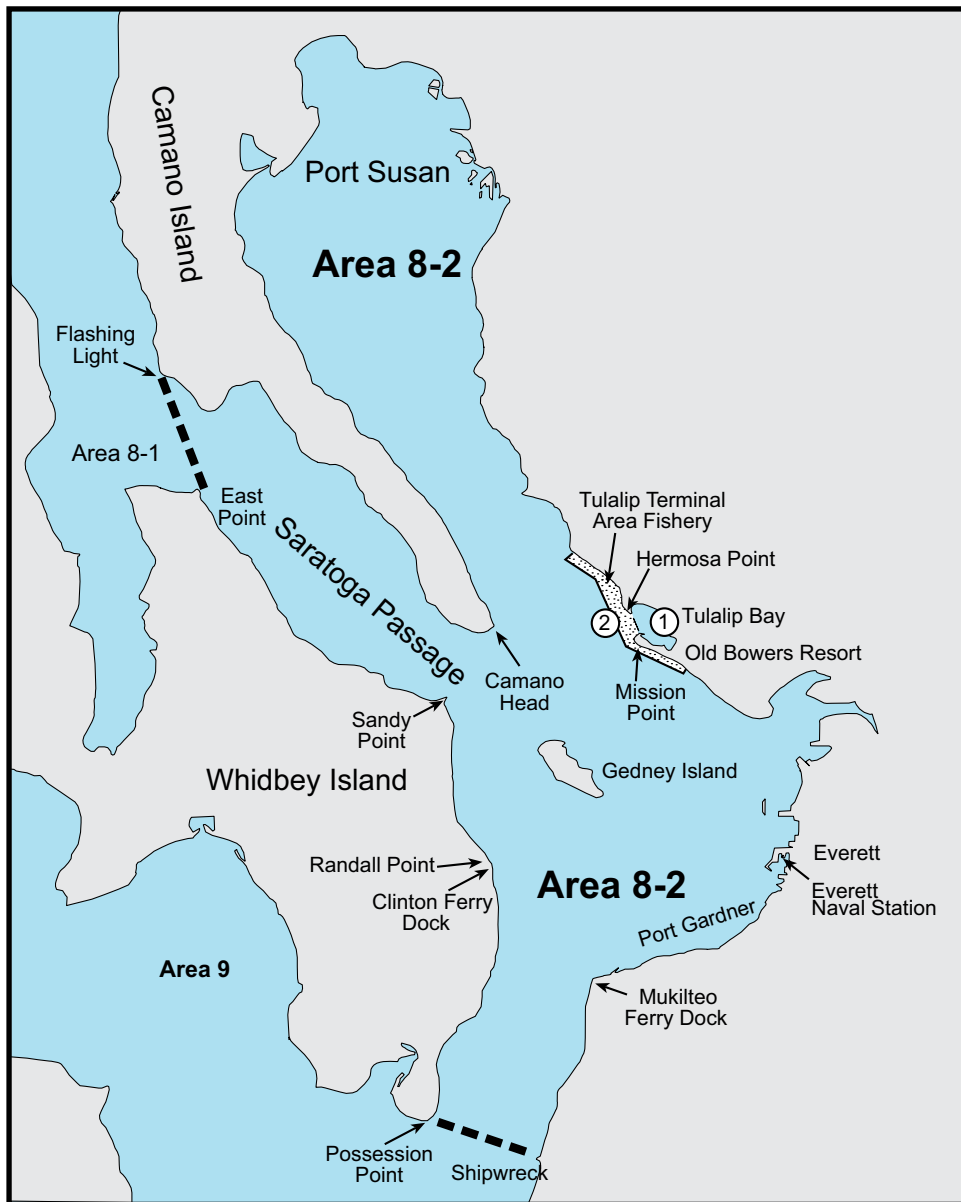 Camano Island
Port Susan
Area 8-2
Flashing
Light
Area 8-1
East
Point
Saratoga Passage
Tulalip Terminal
Area Fishery
Hermosa Point
2
1
Tulalip Bay
Old Bowers Resort
Mission
Point
Camano
Head
Sandy
Point
Gedney Island
Whidbey Island
Randall Point
Clinton Ferry
Dock
Area 8-2
Everett
Everett
Naval Station
Port Gardner
Area 9
Mukilteo
Ferry Dock
Possession
Point
Shipwreck